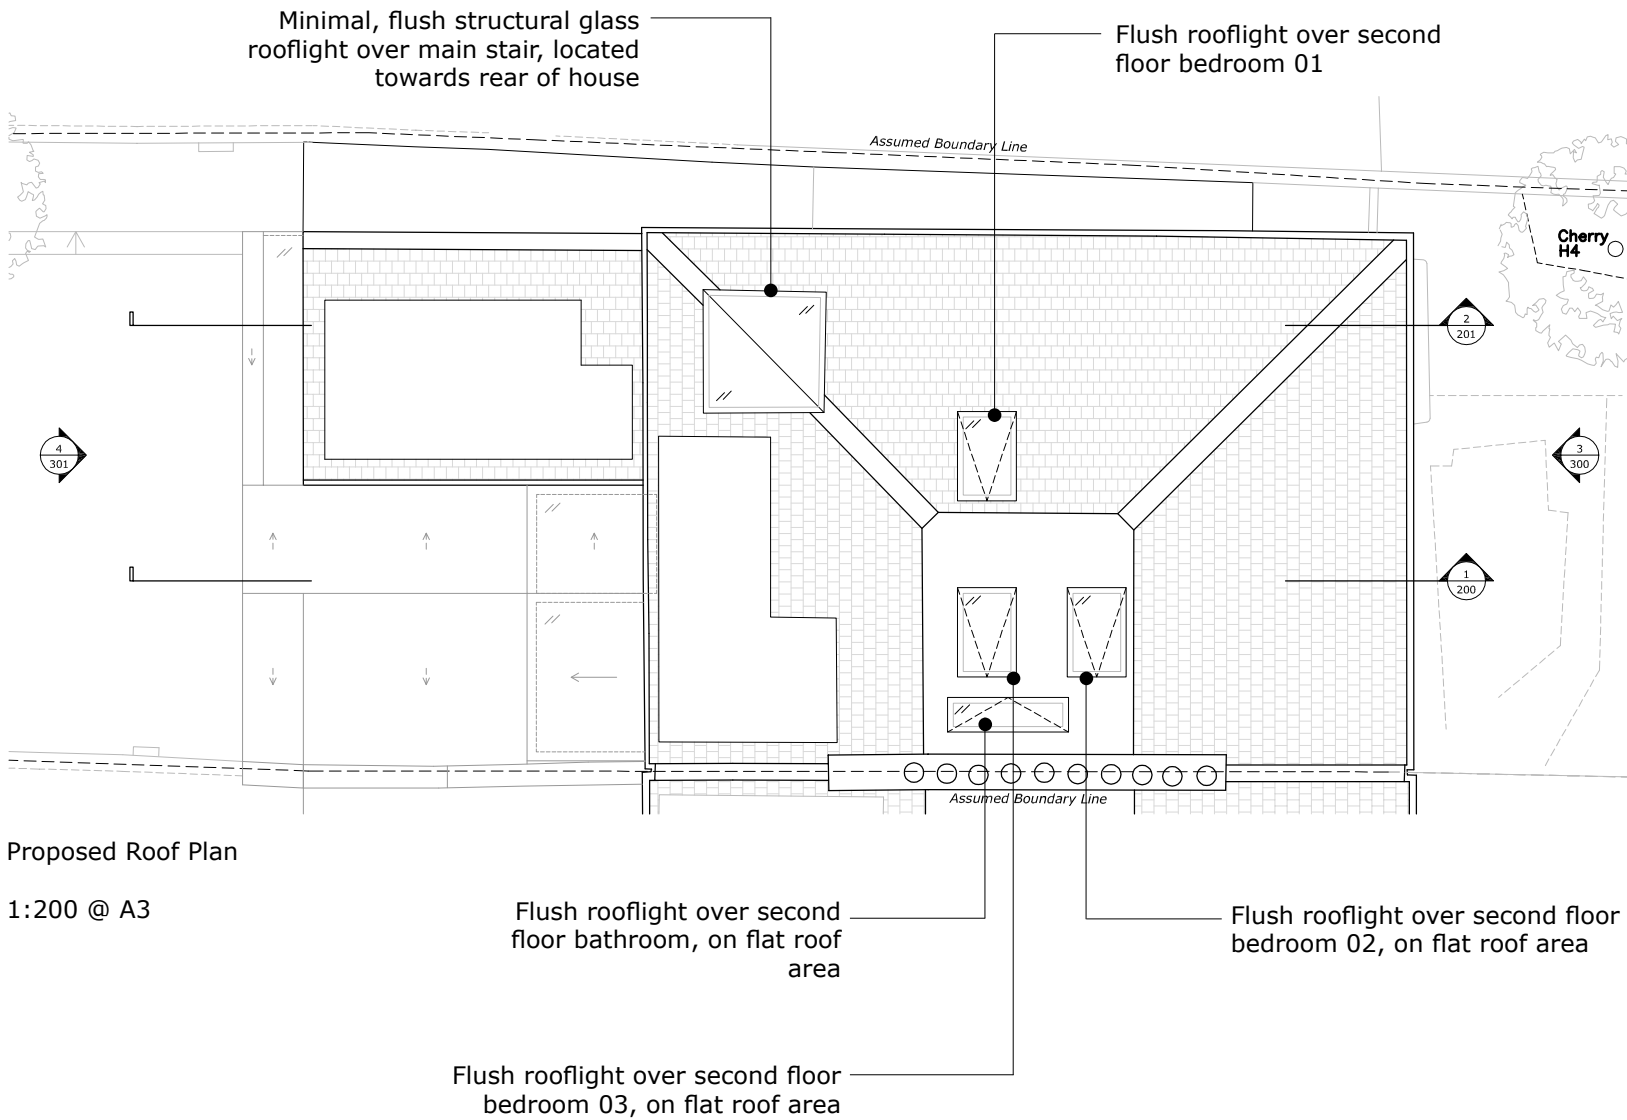 Minimal, flush structural glass
rooflight over main stair, located
towards rear of house
Flush rooflight over second
floor bedroom 01
Assumed Boundary Line
Cherry
H4
2
201
4
301
3
300
1
200
Assumed Boundary Line
Proposed Roof Plan
1:200 @ A3
Flush rooflight over second
floor bathroom, on flat roof
area
Flush rooflight over second floor
bedroom 02, on flat roof area
Flush rooflight over second floor
bedroom 03, on flat roof area